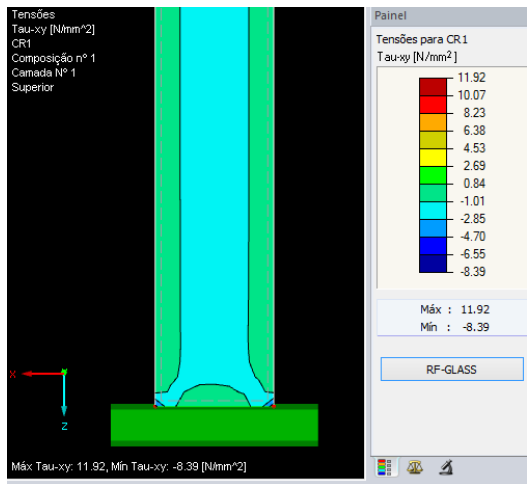 Tensões
Tau-xy [N/mm^2]
CR1
Composição nº 1
Camada Nº 1
Superior
X
Z
Máx Tau-xy: 11.92, Mín Tau-xy: -8.39 [N/mm^2]
Painel
Tensões para CR1
Tau-xy [N/mm²]
11.92
10.07
8.23
6.38
4.53
2.69
0.84
-1.01
-2.85
-4.70
-6.55
-8.39
Máx : 11.92
Mín : -8.39
RF-GLASS